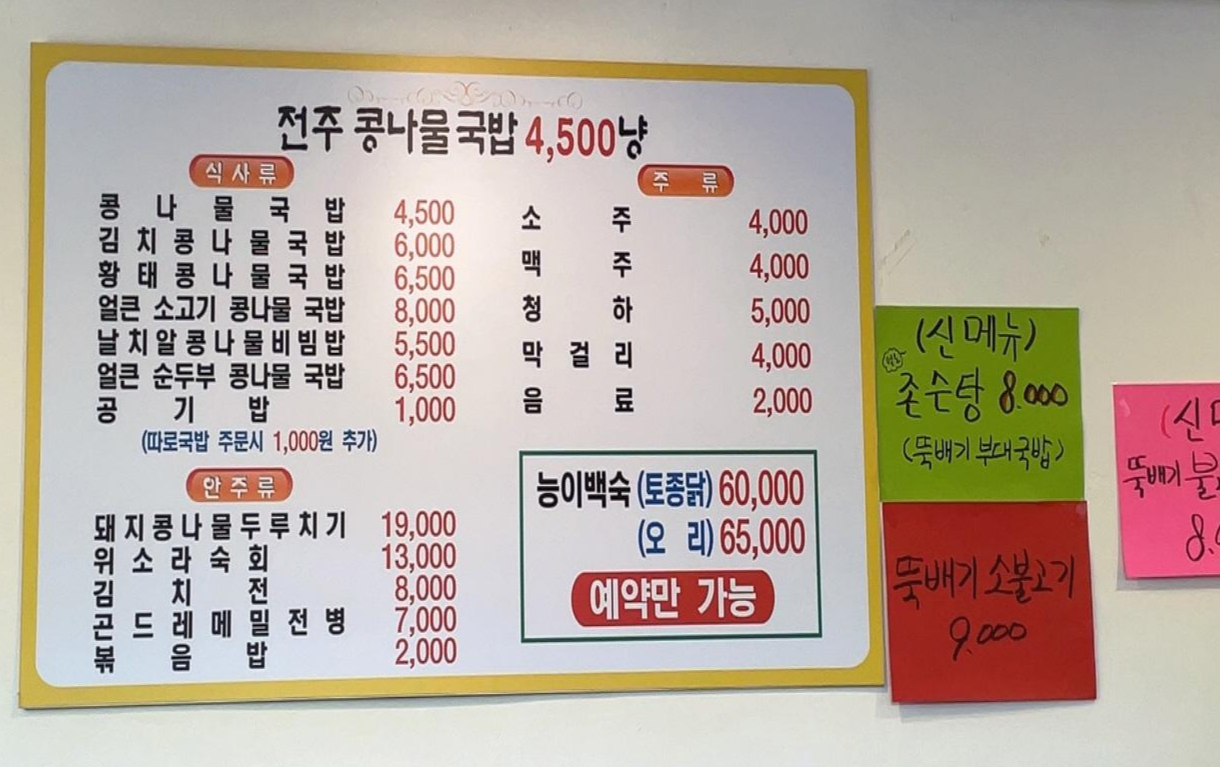 전주 콩나물국밥 4,500냥
식사류
콩나물국밥 4,500
김치콩나물국밥 6,000
황태콩나물국밥 6,500
얼큰 소고기 콩나물 국밥 8,000
날치알콩나물비빔밥 5,500
얼큰 순두부 콩나물 국밥 6,500
공기밥 1,000
(따로국밥 주문시 1,000원 추가)
안주류
돼지콩나물두루치기 19,000
위소라숙회 13,000
김치전 8,000
곤드레메밀전병 7,000
볶음밥 2,000
주류
소주 4,000
맥주 4,000
청하 5,000
막걸리 4,000
음료 2,000
능이백숙 (토종닭) 60,000
(오리) 65,000
예약만 가능
(신메뉴)
존슨탕 8.000
(뚝배기 부대국밥)
뚝배기 소불고기
9.000
(신
뚝배기